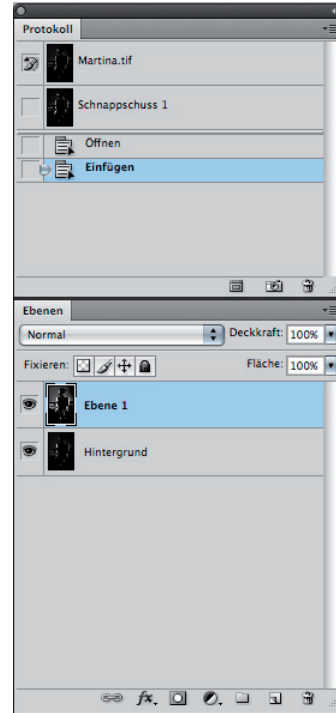 Protokoll
Martina.tif
Schnappschuss 1
Öffnen
Einfügen
Ebenen
Normal
Deckkraft: 100%
Fixieren:
Fläche: 100%
Ebene 1
Hintergrund
fx.